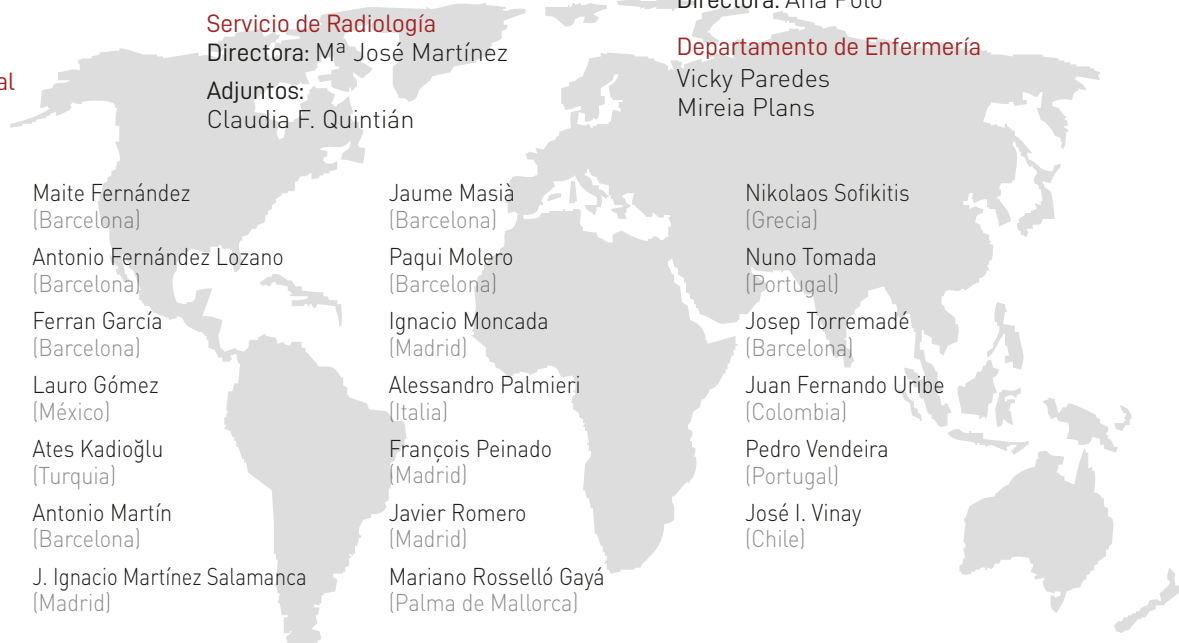 al
Servicio de Radiología
Directora: Mª José Martínez
Adjuntos:
Claudia F. Quintián
Directora: Ana Polo
Departamento de Enfermería
Vicky Paredes
Mireia Plans
Maite Fernández
(Barcelona)
Antonio Fernández Lozano
(Barcelona)
Ferran García
(Barcelona)
Lauro Gómez
(México)
Ates Kadioğlu
(Turquia)
Antonio Martín
(Barcelona)
J. Ignacio Martínez Salamanca
(Madrid)
Jaume Masià
(Barcelona)
Paqui Molero
(Barcelona)
Ignacio Moncada
(Madrid)
Alessandro Palmieri
(Italia)
François Peinado
(Madrid)
Javier Romero
(Madrid)
Mariano Rosselló Gayá
(Palma de Mallorca)
Nikolaos Sofikitis
(Grecia)
Nuno Tomada
(Portugal)
Josep Torremadé
(Barcelona)
Juan Fernando Uribe
(Colombia)
Pedro Vendeira
(Portugal)
José I. Vinay
(Chile)